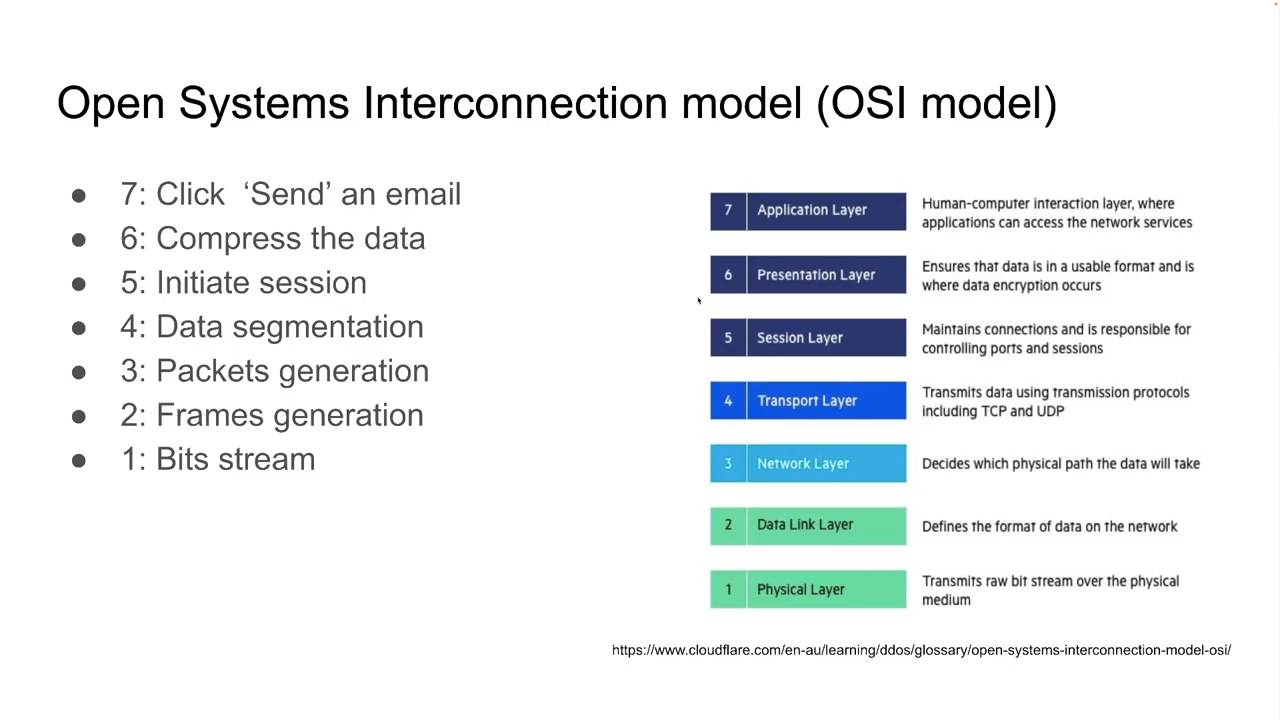 Open Systems Interconnection model (OSI model)
● 7: Click ‘Send’ an email
● 6: Compress the data
● 5: Initiate session
● 4: Data segmentation
● 3: Packets generation
● 2: Frames generation
● 1: Bits stream
7 Application Layer
Human-computer interaction layer, where
applications can access the network services
6 Presentation Layer
Ensures that data is in a usable format and is
where data encryption occurs
5 Session Layer
Maintains connections and is responsible for
controlling ports and sessions
4 Transport Layer
Transmits data using transmission protocols
including TCP and UDP
3 Network Layer
Decides which physical path the data will take
2 Data Link Layer
Defines the format of data on the network
1 Physical Layer
Transmits raw bit stream over the physical
medium
https://www.cloudflare.com/en-au/learning/ddos/glossary/open-systems-interconnection-model-osi/